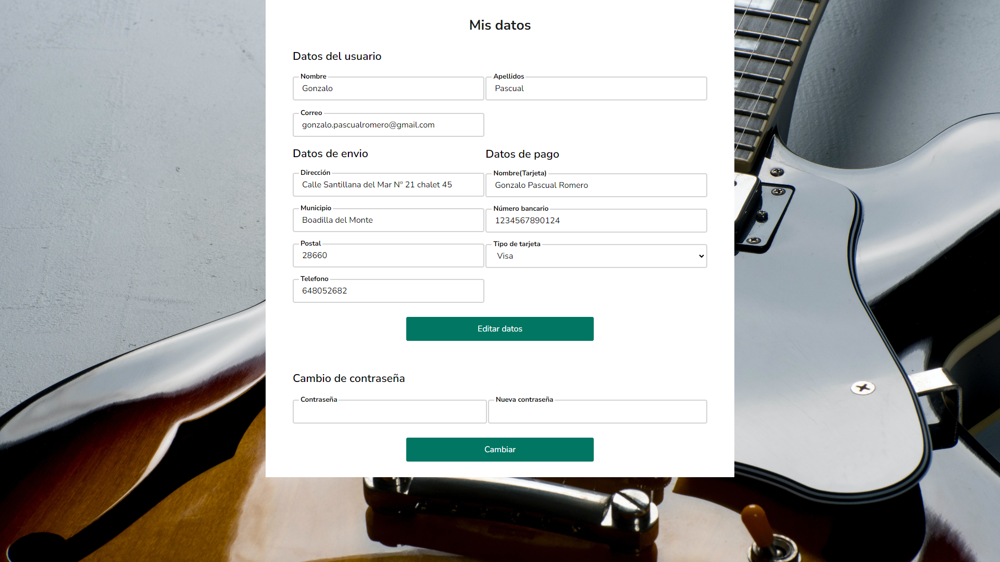 Mis datos
Datos del usuario
Nombre
Gonzalo
Apellidos
Pascual
Correo
gonzalo.pascualromero@gmail.com
Datos de envio
Dirección
Calle Santillana del Mar Nº 21 chalet 45
Municipio
Boadilla del Monte
Postal
28660
Telefono
648052682
Datos de pago
Nombre(Tarjeta)
Gonzalo Pascual Romero
Número bancario
1234567890124
Tipo de tarjeta
Visa
Editar datos
Cambio de contraseña
Contraseña
Nueva contraseña
Cambiar